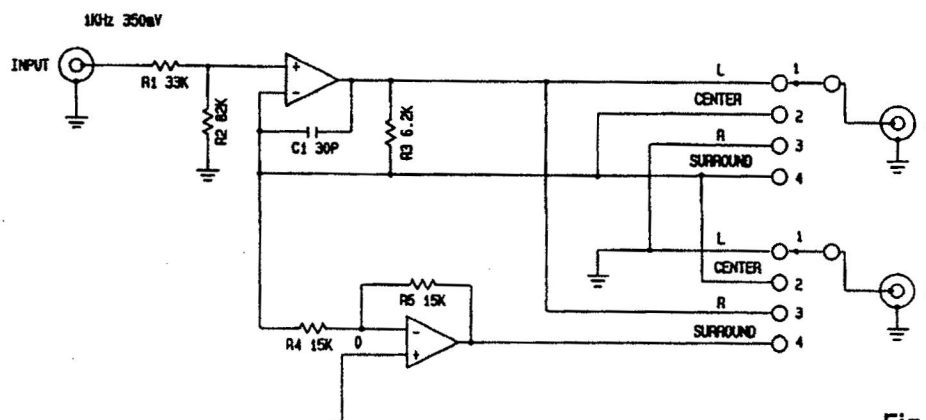 1KHz 350mV
INPUT
R1 33K
R2 82K
+
-
C1 30P
R3 6.2K
L 1
CENTER 2
R 3
SURROUND 4
L 1
CENTER 2
R 3
SURROUND 4
R4 15K
0
R5 15K
-
+